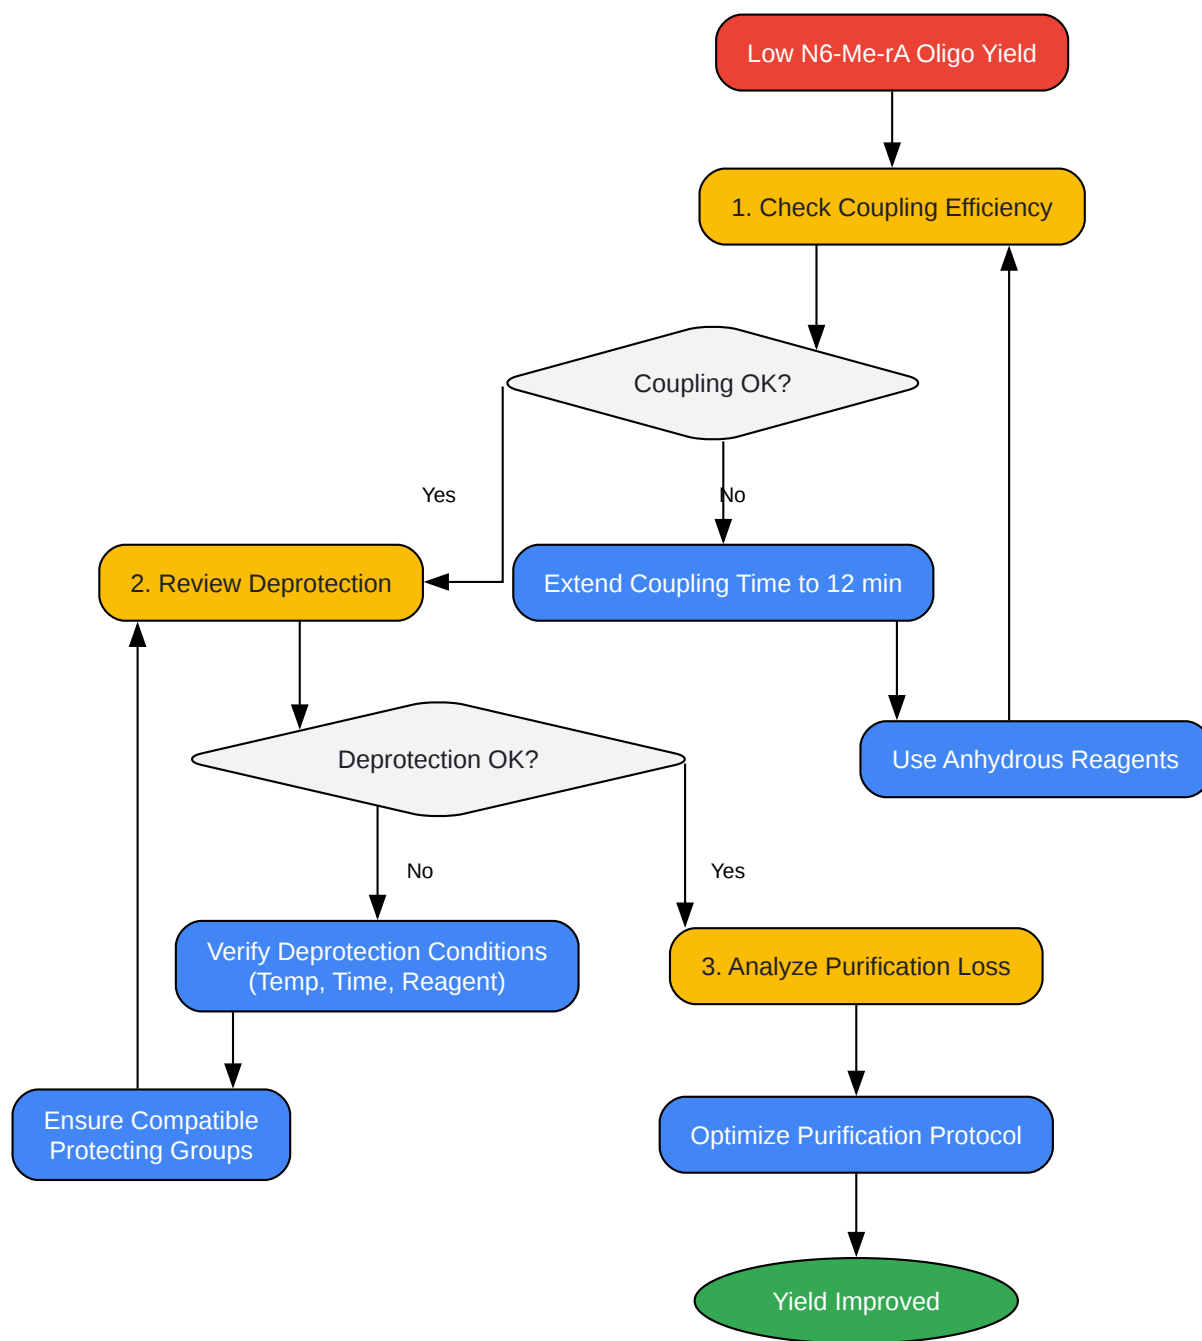 Low N6-Me-rA Oligo Yield
1. Check Coupling Efficiency
Coupling OK?
Yes
No
2. Review Deprotection
Extend Coupling Time to 12 min
Deprotection OK?
Use Anhydrous Reagents
No
Yes
Verify Deprotection Conditions
(Temp, Time, Reagent)
3. Analyze Purification Loss
Ensure Compatible
Protecting Groups
Optimize Purification Protocol
Yield Improved